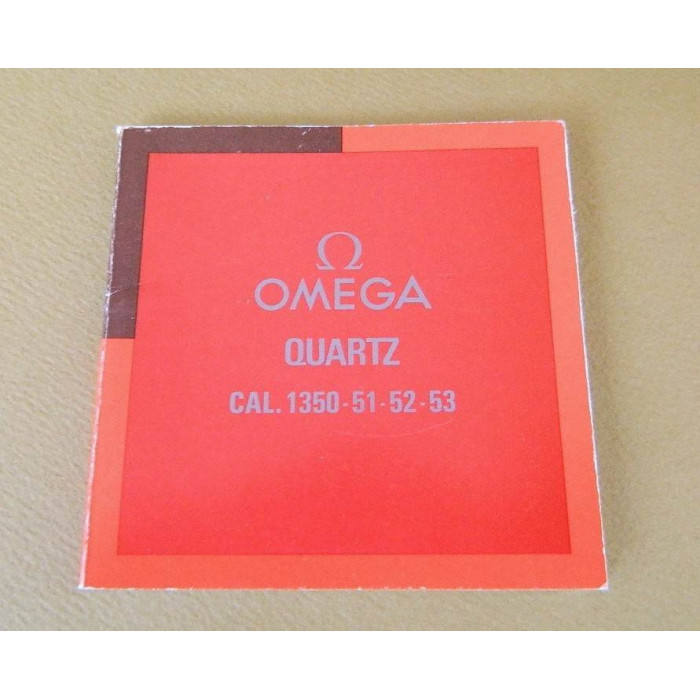 Ω
OMEGA
QUARTZ
CAL. 1350-51-52-53